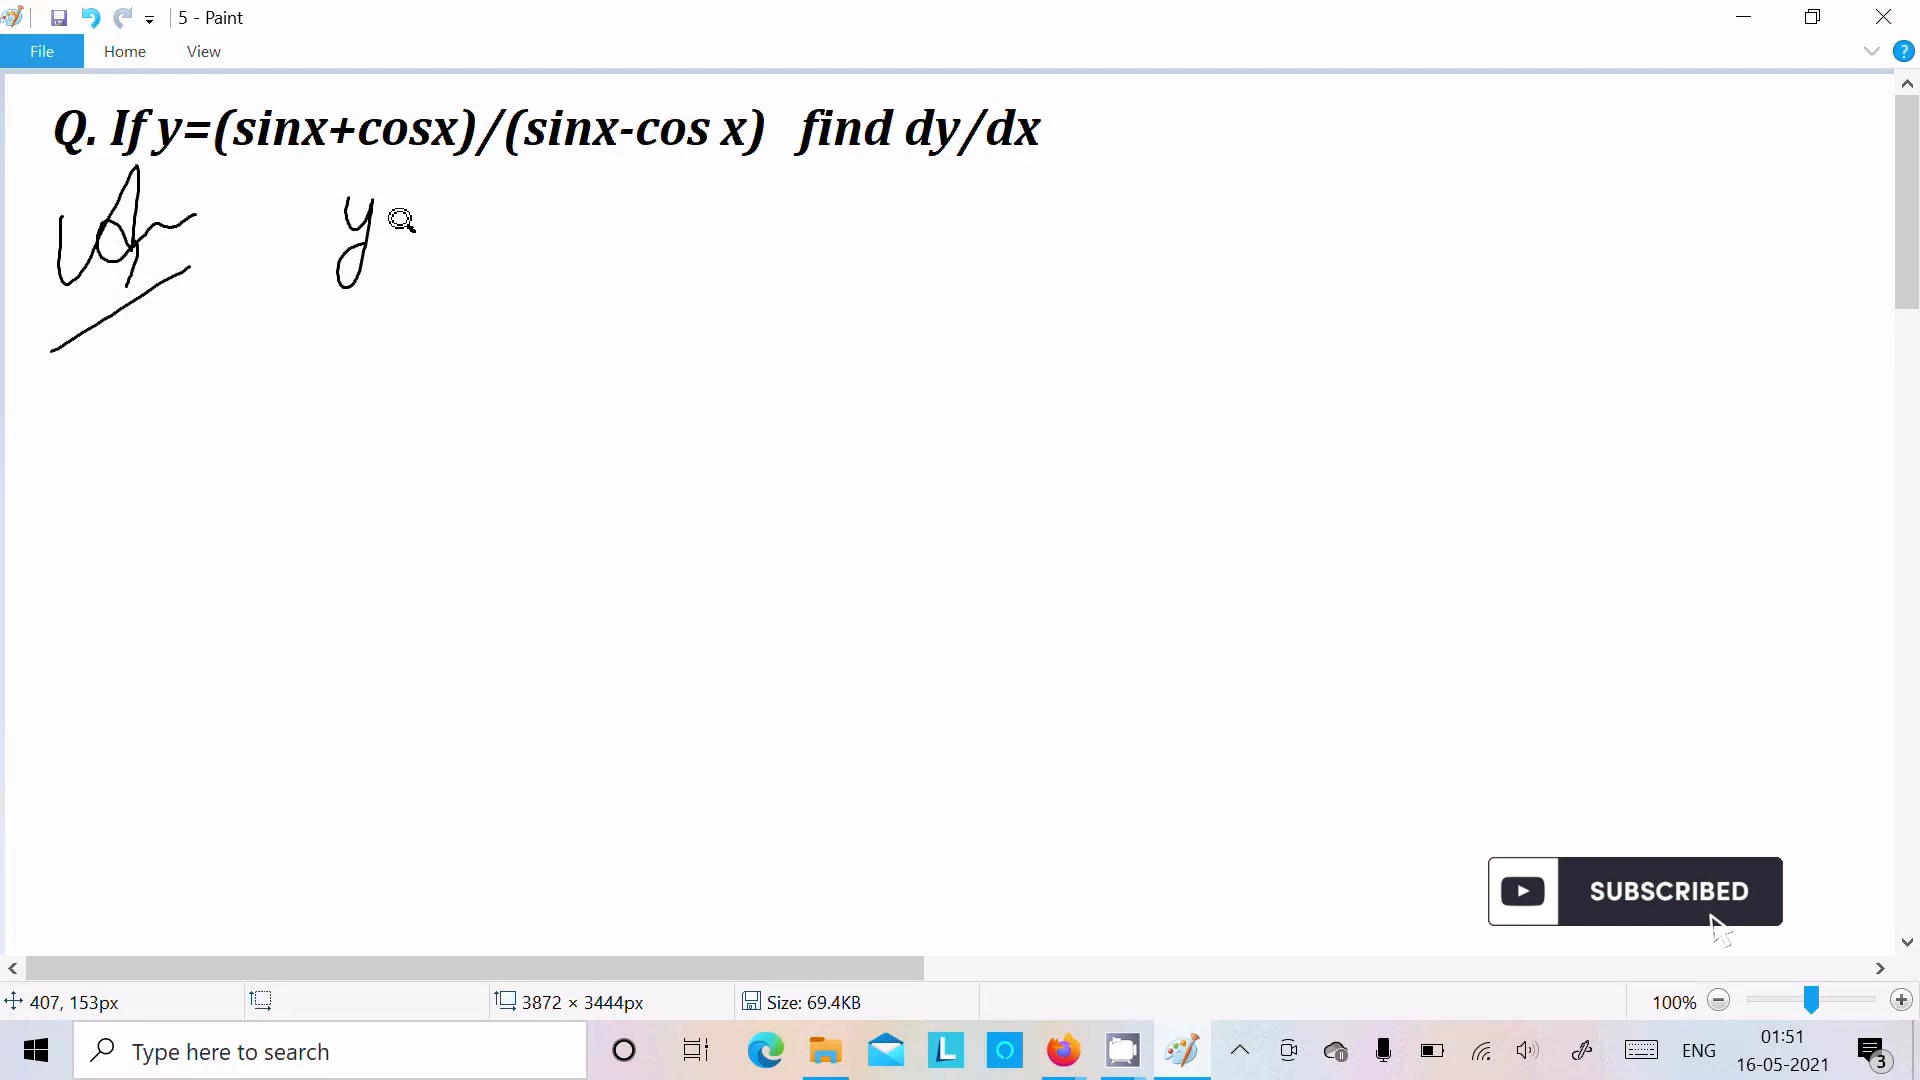 5 - Paint
File Home View
Q. If y=(sinx+cosx)/(sinx-cos x) find dy/dx
y
SUBSCRIBED
407, 153px 3872 × 3444px Size: 69.4KB 100%
Type here to search ENG 01:51
16-05-2021 3